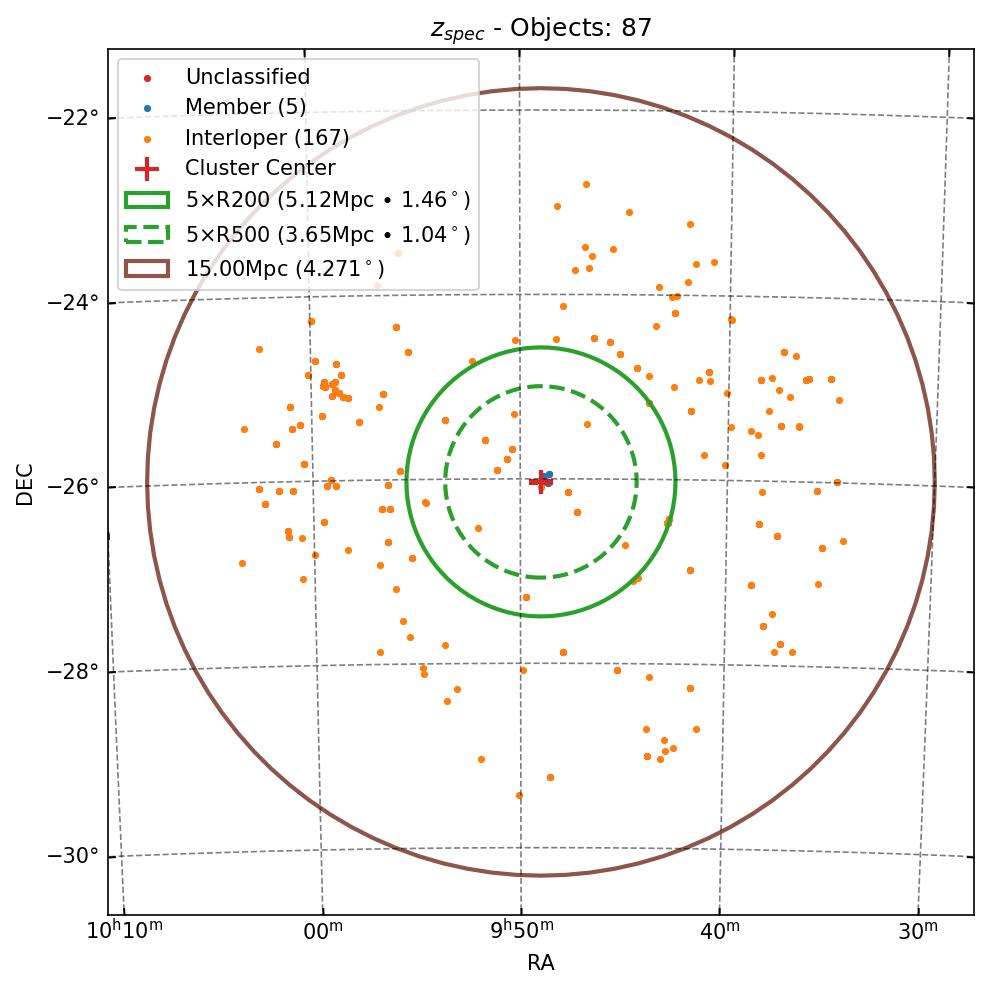 z_spec - Objects: 87
Unclassified
Member (5)
Interloper (167)
Cluster Center
5×R200 (5.12Mpc • 1.46°)
5×R500 (3.65Mpc • 1.04°)
15.00Mpc (4.271°)
−22°
−24°
−26°
−28°
−30°
DEC
10ʰ10ᵐ 00ᵐ 9ʰ50ᵐ 40ᵐ 30ᵐ
RA